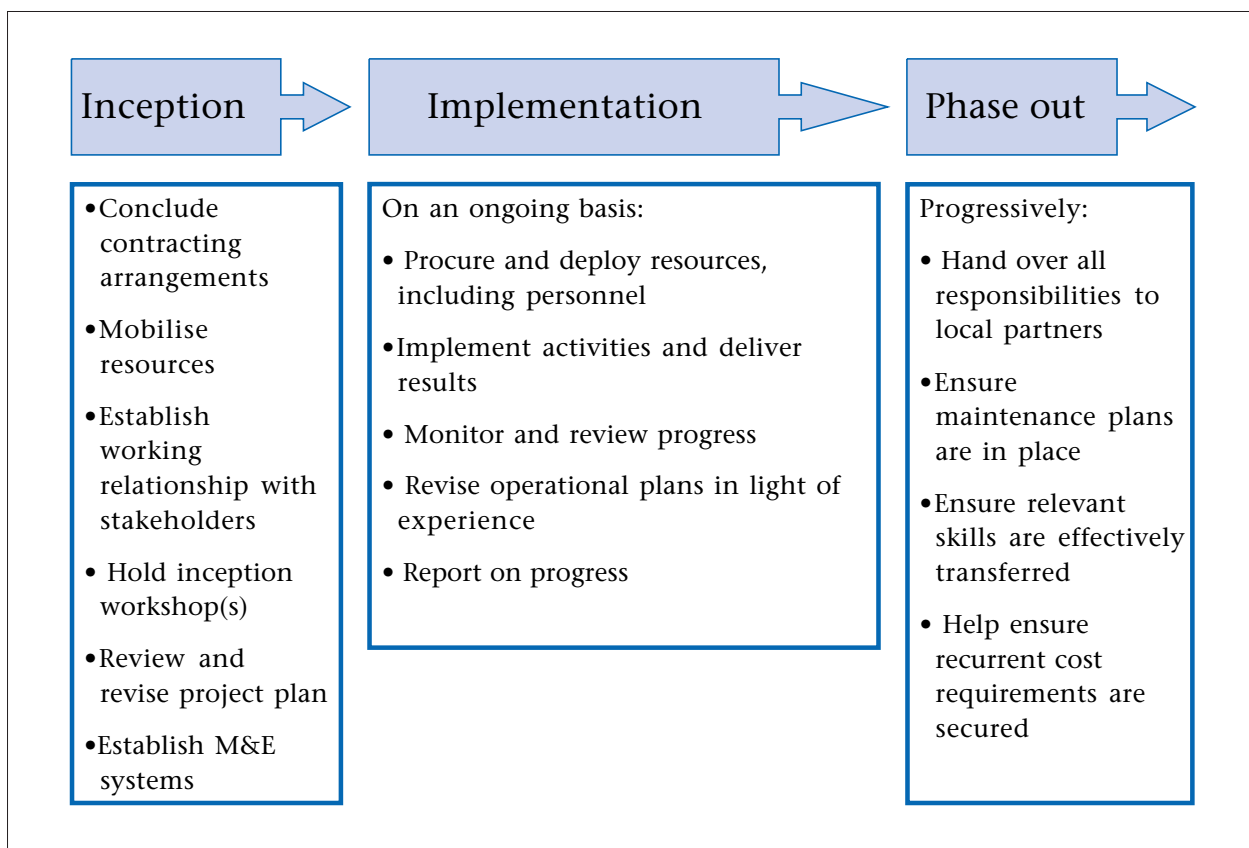 Inception
Implementation
Phase out
•Conclude
contracting
arrangements
•Mobilise
resources
•Establish
working
relationship with
stakeholders
• Hold inception
workshop(s)
•Review and
revise project plan
•Establish M&E
systems
On an ongoing basis:
• Procure and deploy resources,
including personnel
•Implement activities and deliver
results
• Monitor and review progress
• Revise operational plans in light of
experience
• Report on progress
Progressively:
• Hand over all
responsibilities to
local partners
•Ensure
maintenance plans
are in place
•Ensure relevant
skills are effectively
transferred
• Help ensure
recurrent cost
requirements are
secured